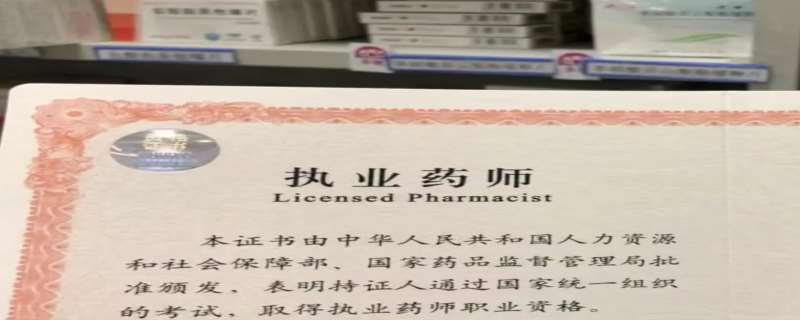 执业药师
Licensed Pharmacist
本证书由中华人民共和国人力资源
和社会保障部、国家药品监督管理局批
准颁发，表明持证人通过国家统一组织
的考试，取得执业药师职业资格。